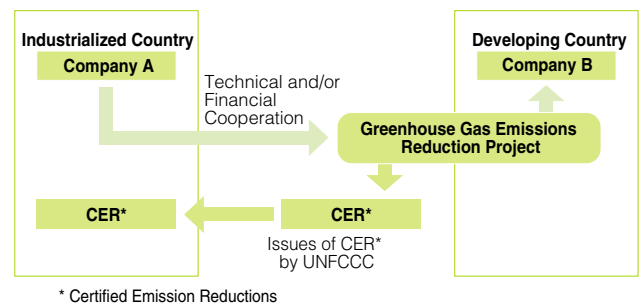 Industrialized Country
Company A
Developing Country
Company B
Technical and/or
Financial
Cooperation
Greenhouse Gas Emissions
Reduction Project
CER*
CER*
Issues of CER*
by UNFCCC
* Certified Emission Reductions